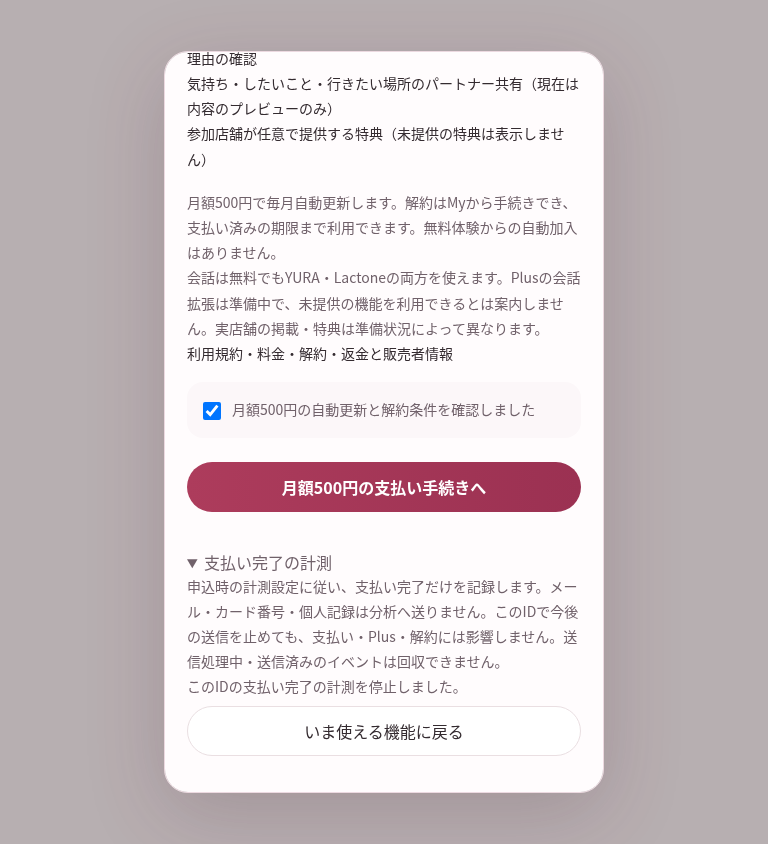 理由の確認
気持ち・したいこと・行きたい場所のパートナー共有（現在は
内容のプレビューのみ）
参加店舗が任意で提供する特典（未提供の特典は表示しませ
ん）
月額500円で毎月自動更新します。解約はMyから手続きでき、
支払い済みの期限まで利用できます。無料体験からの自動加入
はありません。
会話は無料でもYURA・Lactoneの両方を使えます。Plusの会話
拡張は準備中で、未提供の機能を利用できるとは案内しませ
ん。実店舗の掲載・特典は準備状況によって異なります。
利用規約・料金・解約・返金と販売者情報
月額500円の自動更新と解約条件を確認しました
月額500円の支払い手続きへ
▼ 支払い完了の計測
申込時の計測設定に従い、支払い完了だけを記録します。メー
ル・カード番号・個人記録は分析へ送りません。このIDで今後
の送信を止めても、支払い・Plus・解約には影響しません。送
信処理中・送信済みのイベントは回収できません。
このIDの支払い完了の計測を停止しました。
いま使える機能に戻る